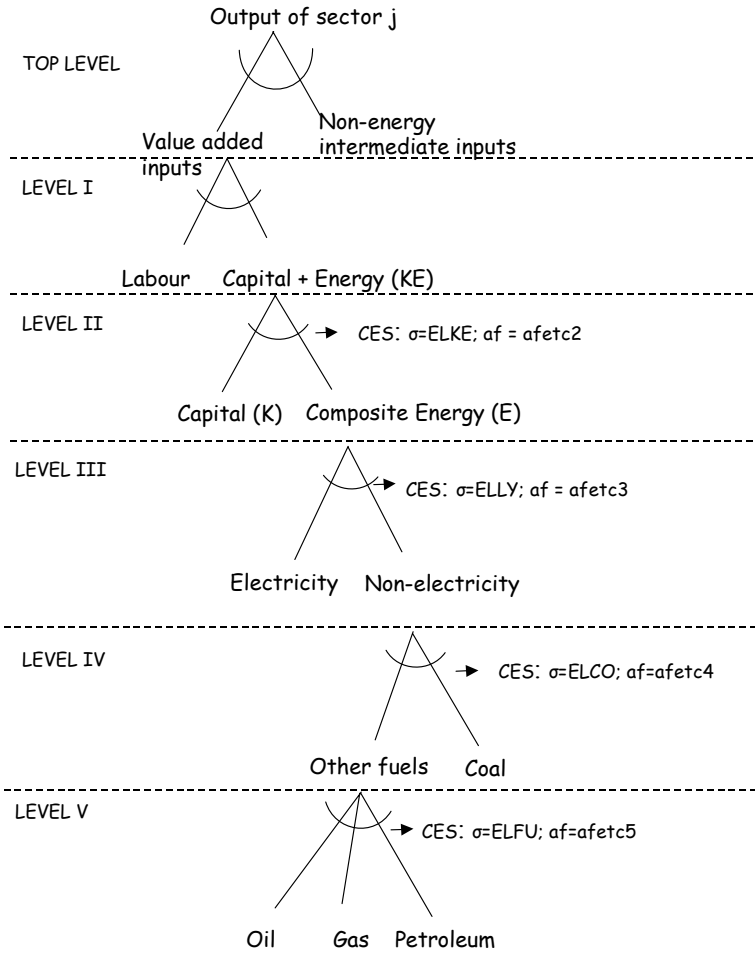 Output of sector j
TOP LEVEL
Non-energy
intermediate inputs
Value added
inputs
LEVEL I
Labour
Capital + Energy (KE)
LEVEL II
CES: σ=ELKE; af = afetc2
Capital (K)
Composite Energy (E)
LEVEL III
CES: σ=ELLY; af = afetc3
Electricity
Non-electricity
LEVEL IV
CES: σ=ELCO; af=afetc4
Other fuels
Coal
LEVEL V
CES: σ=ELFU; af=afetc5
Oil
Gas
Petroleum